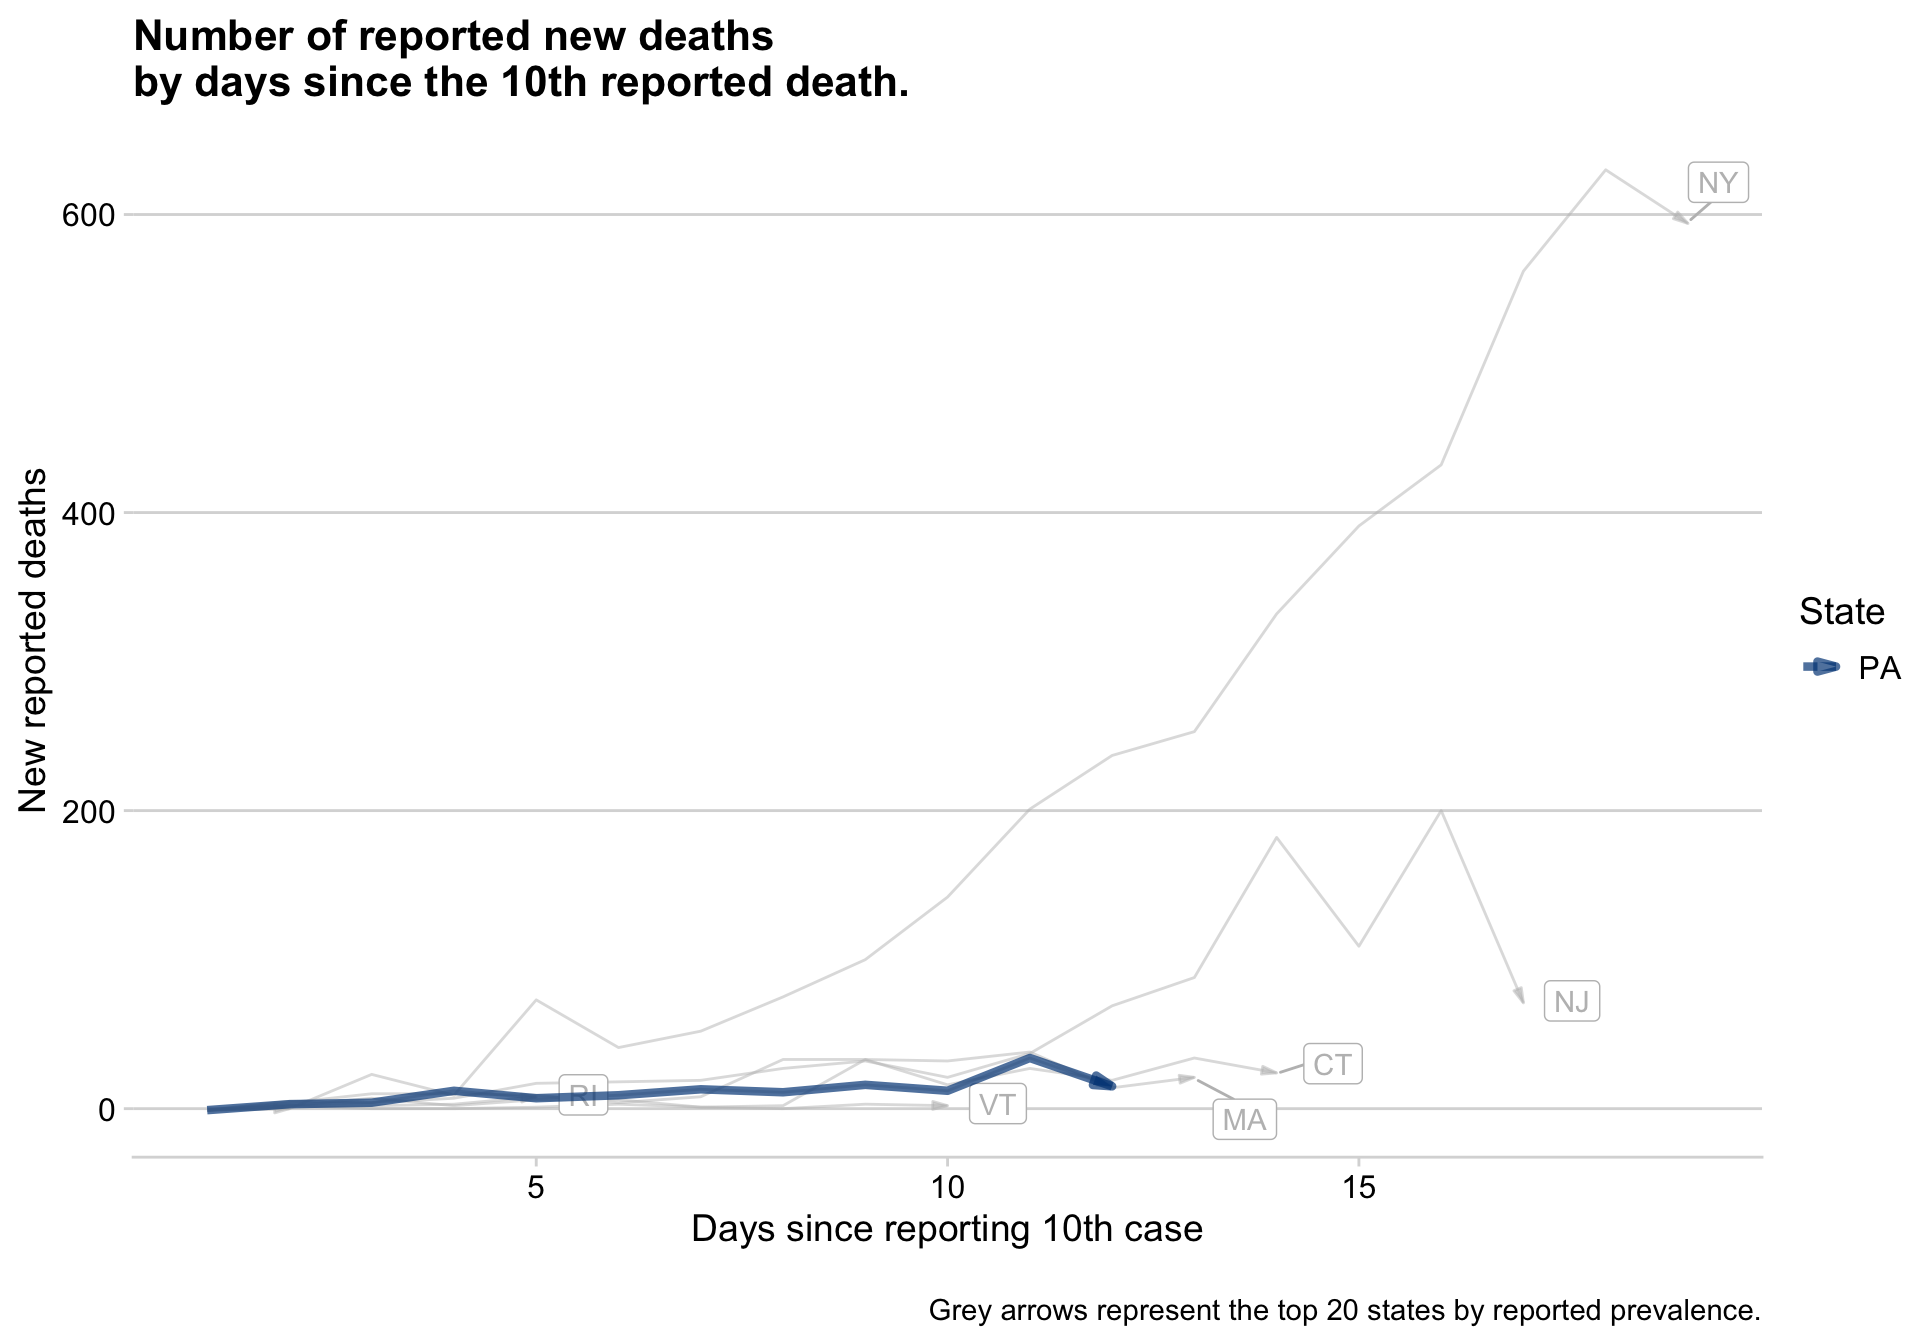 Number of reported new deaths
by days since the 10th reported death.
NY
600
400
New reported deaths
200
State
PA
NJ
CT
RI
VT
MA
0
5 10 15
Days since reporting 10th case
Grey arrows represent the top 20 states by reported prevalence.